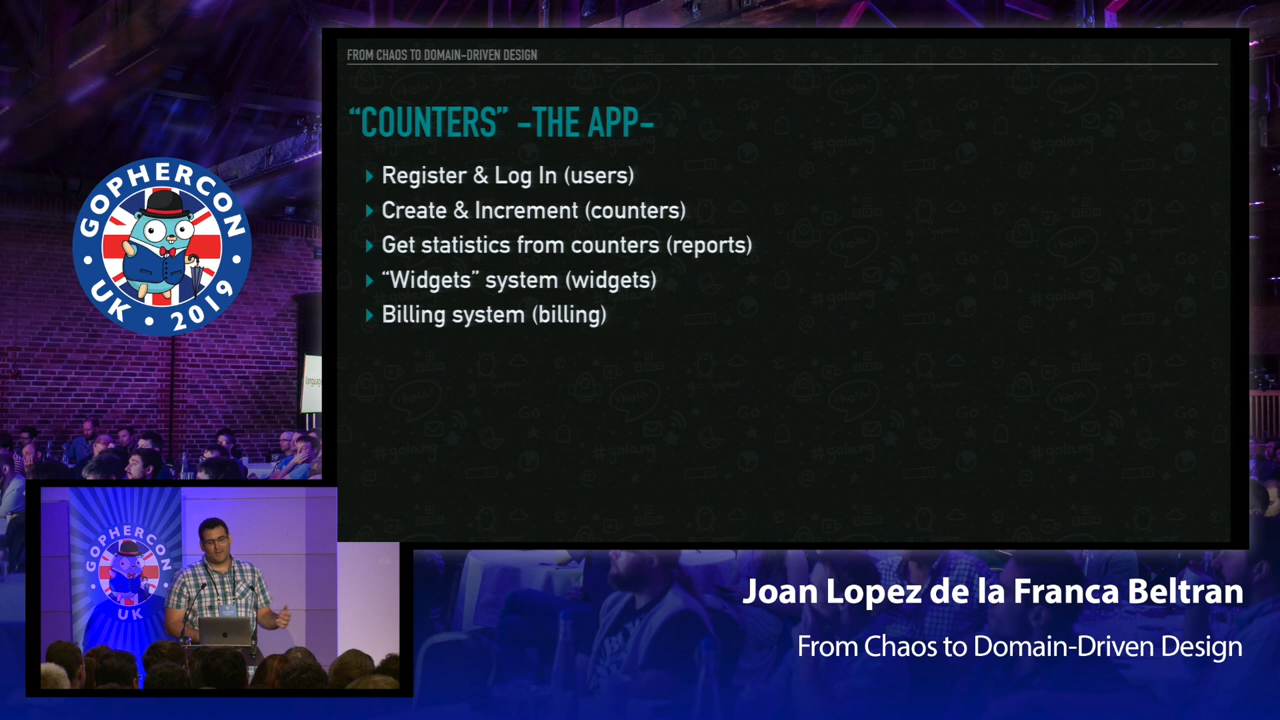 FROM CHAOS TO DOMAIN-DRIVEN DESIGN
“COUNTERS” -THE APP-
Register & Log In (users)
Create & Increment (counters)
Get statistics from counters (reports)
“Widgets” system (widgets)
Billing system (billing)
GOPHERCON
UK • 2019
GOPHERCON
UK
Joan Lopez de la Franca Beltran
From Chaos to Domain-Driven Design